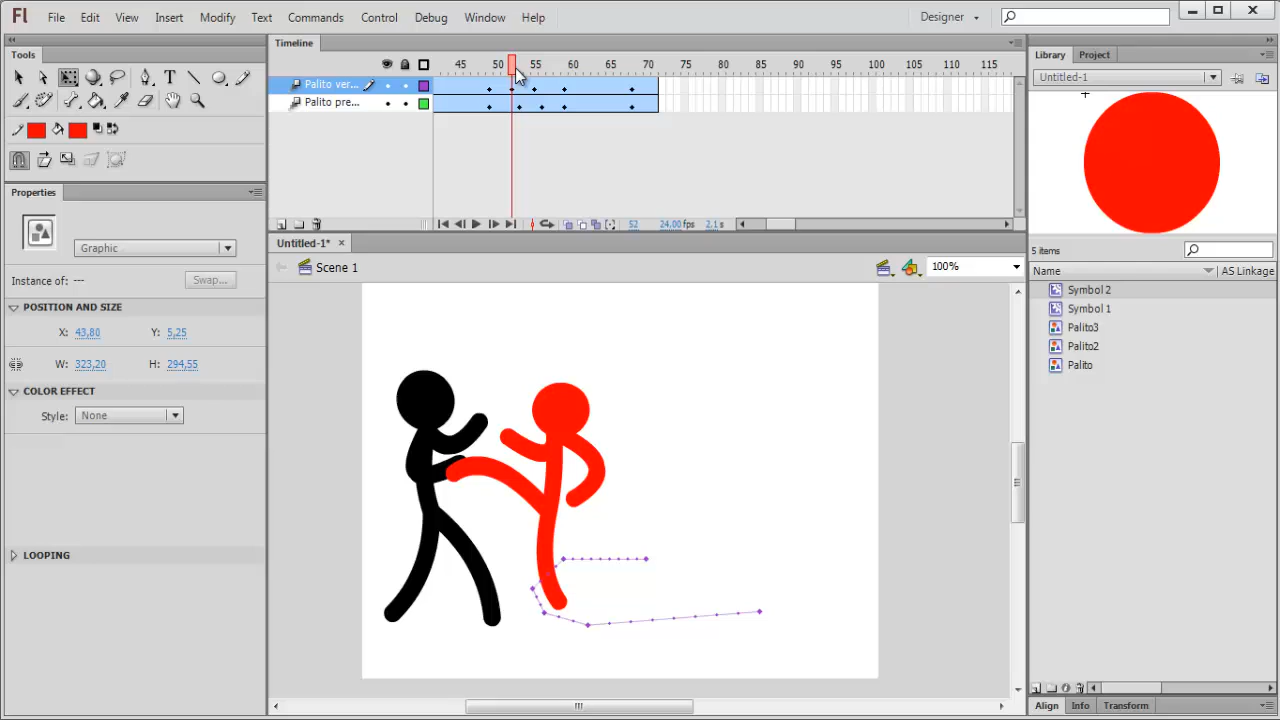 Fl File Edit View Insert Modify Text Commands Control Debug Window Help Designer
Tools
Timeline
Library Project
45 50 55 60 65 70 75 80 85 90 95 100 105 110 115
Palito ver...
Palito pre...
Untitled-1
Properties
52 24,00 fps 2.1 s
Graphic
Untitled-1* ×
5 items
Scene 1 100%
Name AS Linkage
Instance of: --- Swap...
Symbol 2
POSITION AND SIZE
Symbol 1
X: 43,80 Y: 5,25
Palito3
Palito2
W: 323,20 H: 294,55
Palito
COLOR EFFECT
Style: None
LOOPING
Align Info Transform